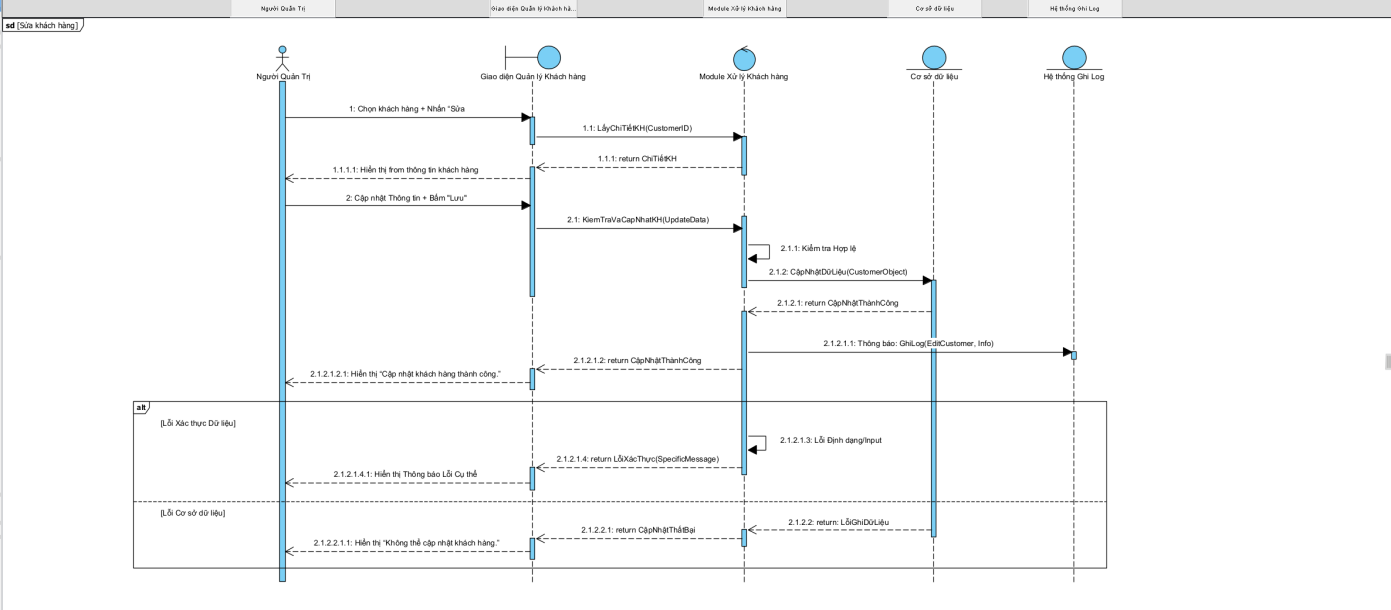 Người Quản Trị
Giao diện Quản lý Khách hà...
Module Xử lý Khách hàng
Cơ sở dữ liệu
Hệ thống Ghi Log
sd [Sửa khách hàng]
Người Quản Trị
Giao diện Quản lý Khách hàng
Module Xử lý Khách hàng
Cơ sở dữ liệu
Hệ thống Ghi Log
1: Chọn khách hàng + Nhấn "Sửa
1.1: LấyChiTiếtKH(CustomerID)
1.1.1: return ChiTiếtKH
1.1.1.1: Hiển thị from thông tin khách hàng
2: Cập nhật Thông tin + Bấm "Lưu"
2.1: KiemTraVaCapNhatKH(UpdateData)
2.1.1: Kiểm tra Hợp lệ
2.1.2: CậpNhậtDữLiệu(CustomerObject)
2.1.2.1: return CậpNhậtThànhCông
2.1.2.1.1: Thông báo: GhiLog(EditCustomer, Info)
2.1.2.1.2: return CậpNhậtThànhCông
2.1.2.1.2.1: Hiển thị "Cập nhật khách hàng thành công."
alt
[Lỗi Xác thực Dữ liệu]
2.1.2.1.3: Lỗi Định dạng/Input
2.1.2.1.4: return LỗiXácThực(SpecificMessage)
2.1.2.1.4.1: Hiển thị Thông báo Lỗi Cụ thể
[Lỗi Cơ sở dữ liệu]
2.1.2.2: return: LỗiGhiDữLiệu
2.1.2.2.1: return CậpNhậtThấtBại
2.1.2.2.1.1: Hiển thị "Không thể cập nhật khách hàng."